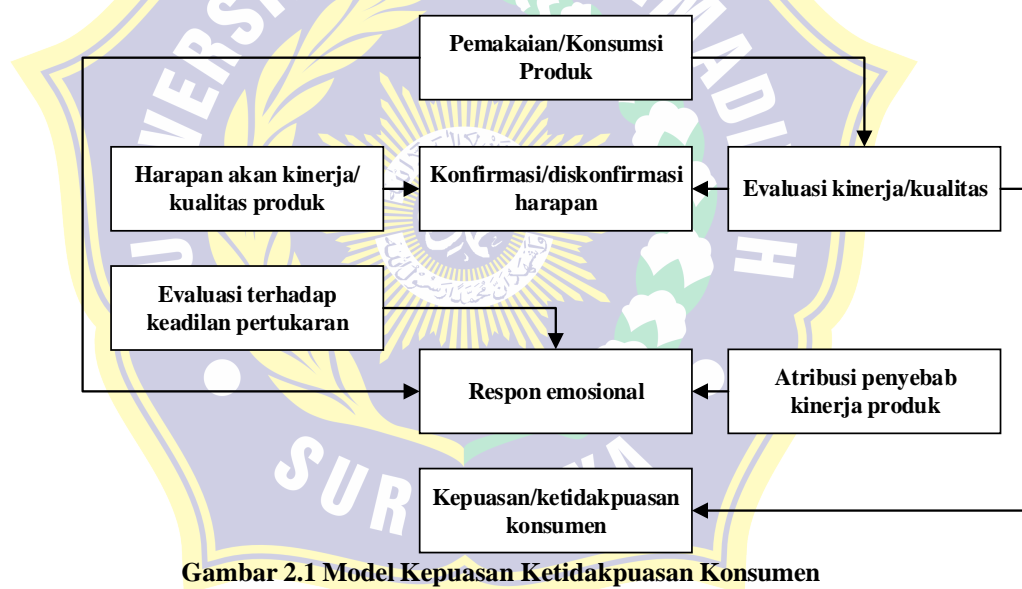 Pemakaian/Konsumsi
Produk
Harapan akan kinerja/
kualitas produk
Konfirmasi/diskonfirmasi
harapan
Evaluasi kinerja/kualitas
Evaluasi terhadap
keadilan pertukaran
Respon emosional
Atribusi penyebab
kinerja produk
Kepuasan/ketidakpuasan
konsumen
Gambar 2.1 Model Kepuasan Ketidakpuasan Konsumen